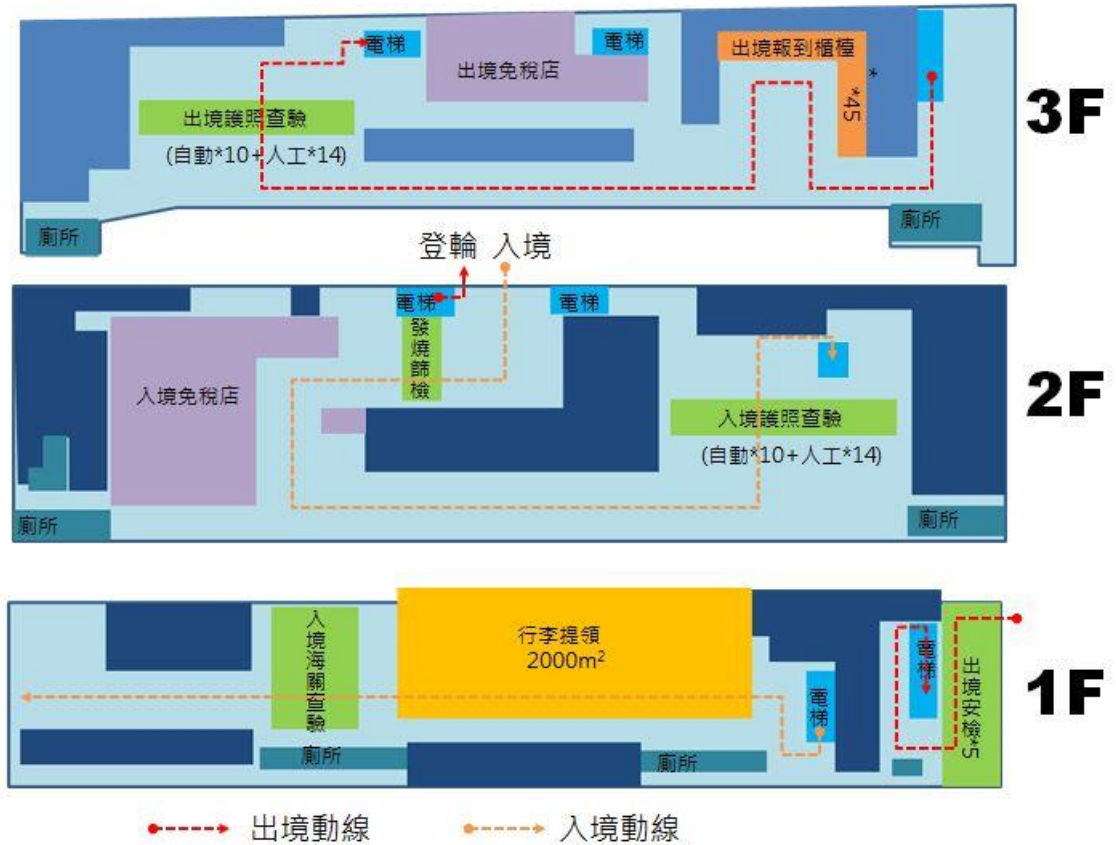 電梯
電梯
出境報到櫃檯
*
*45
出境免稅店
出境護照查驗
(自動*10+人工*14)
3F
廁所
廁所
登輪 入境
電梯
電梯
發燒篩檢
入境免稅店
2F
入境護照查驗
(自動*10+人工*14)
廁所
廁所
入境海關查驗
行李提領
2000m²
電梯
電梯
出境安檢*5
1F
廁所
廁所
出境動線
入境動線